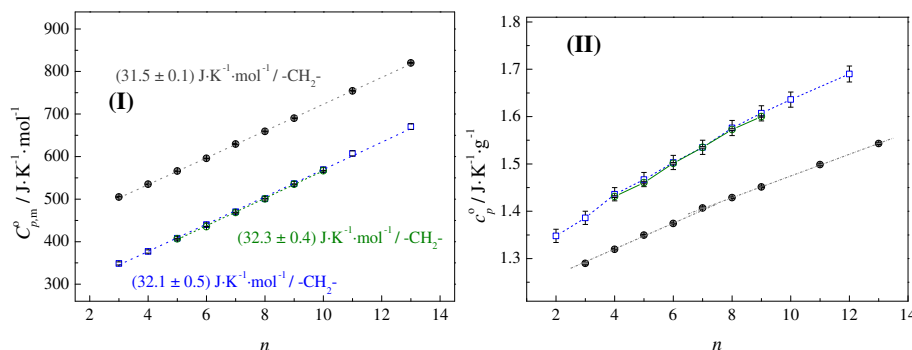 900
800
700
600
500
400
300
C°p,m / J·K⁻¹·mol⁻¹
(31.5 ± 0.1) J·K⁻¹·mol⁻¹ / -CH₂-
(I)
(32.3 ± 0.4) J·K⁻¹·mol⁻¹ / -CH₂-
(32.1 ± 0.5) J·K⁻¹·mol⁻¹ / -CH₂-
2 4 6 8 10 12 14
n
(II)
1.7
1.6
1.5
1.4
1.3
c°p / J·K⁻¹·g⁻¹
2 4 6 8 10 12 14
n